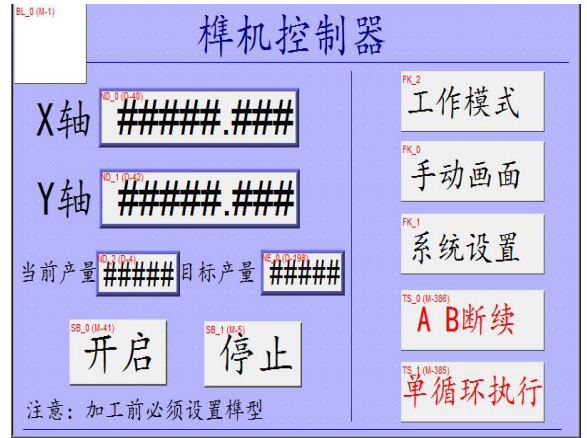 BL_0 (M-1)
榫机控制器
X轴
ND_0 (D-40)
#####.###
Y轴
ND_1 (D-42)
#####.###
当前产量
ND_2 (D-4)
#####
目标产量
NE_0 (D-198)
#####
SB_0 (M-41)
开启
SB_1 (M-5)
停止
注意：加工前必须设置榫型
FK_2
工作模式
FK_0
手动画面
FK_1
系统设置
TS_0 (M-386)
A B断续
TS_1 (M-385)
单循环执行